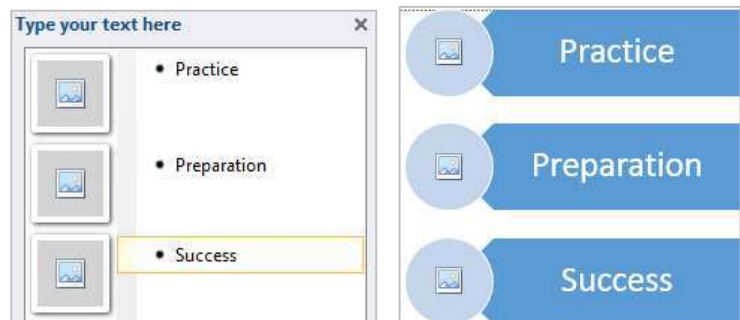 Type your text here
• Practice
• Preparation
• Success
Practice
Preparation
Success